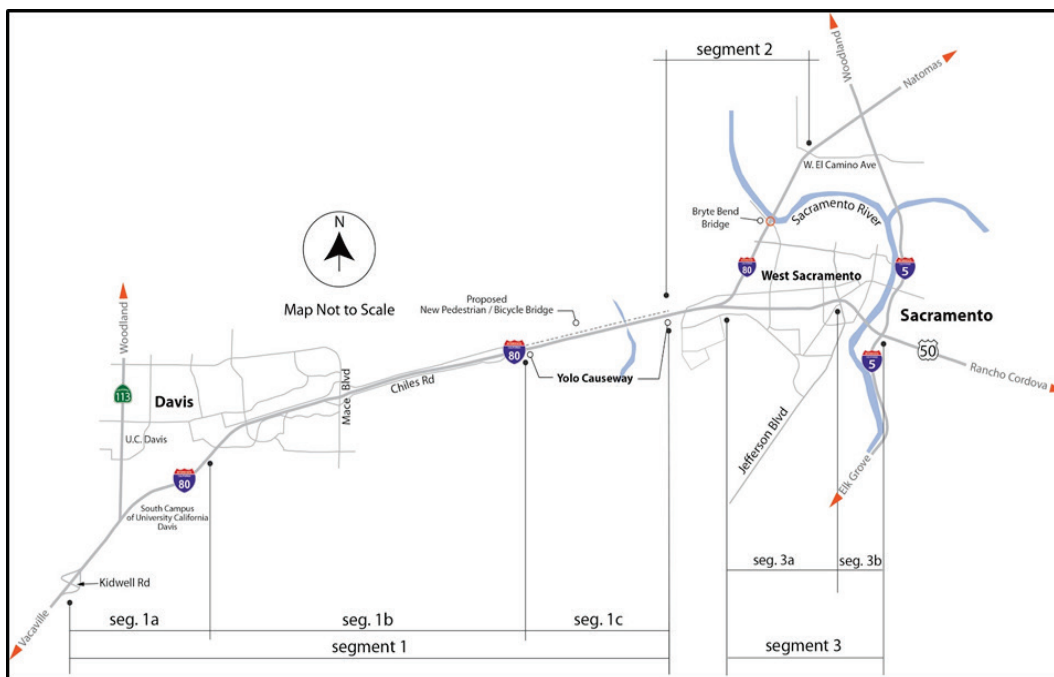 segment 2
Woodland
Natomas
W. El Camino Ave
Sacramento River
Bryte Bend
Bridge
N
80
West Sacramento
5
Map Not to Scale
Proposed
New Pedestrian / Bicycle Bridge
Sacramento
Woodland
50
80
5
Rancho Cordova
Yolo Causeway
Chiles Rd
Mace Blvd
113
Davis
Jefferson Blvd
U.C. Davis
80
Elk Grove
South Campus
of University California
Davis
seg. 3a
seg. 3b
Kidwell Rd
Vacaville
seg. 1a
seg. 1b
seg. 1c
segment 1
segment 3